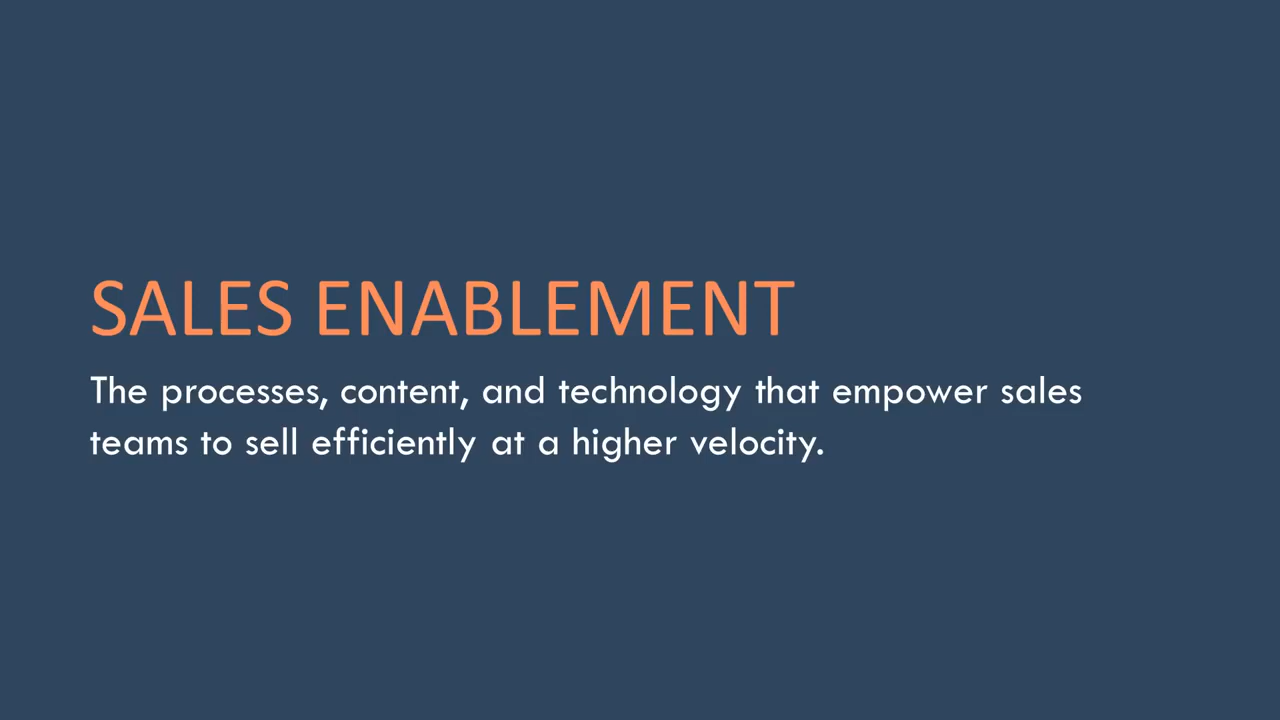 SALES ENABLEMENT
The processes, content, and technology that empower sales
teams to sell efficiently at a higher velocity.